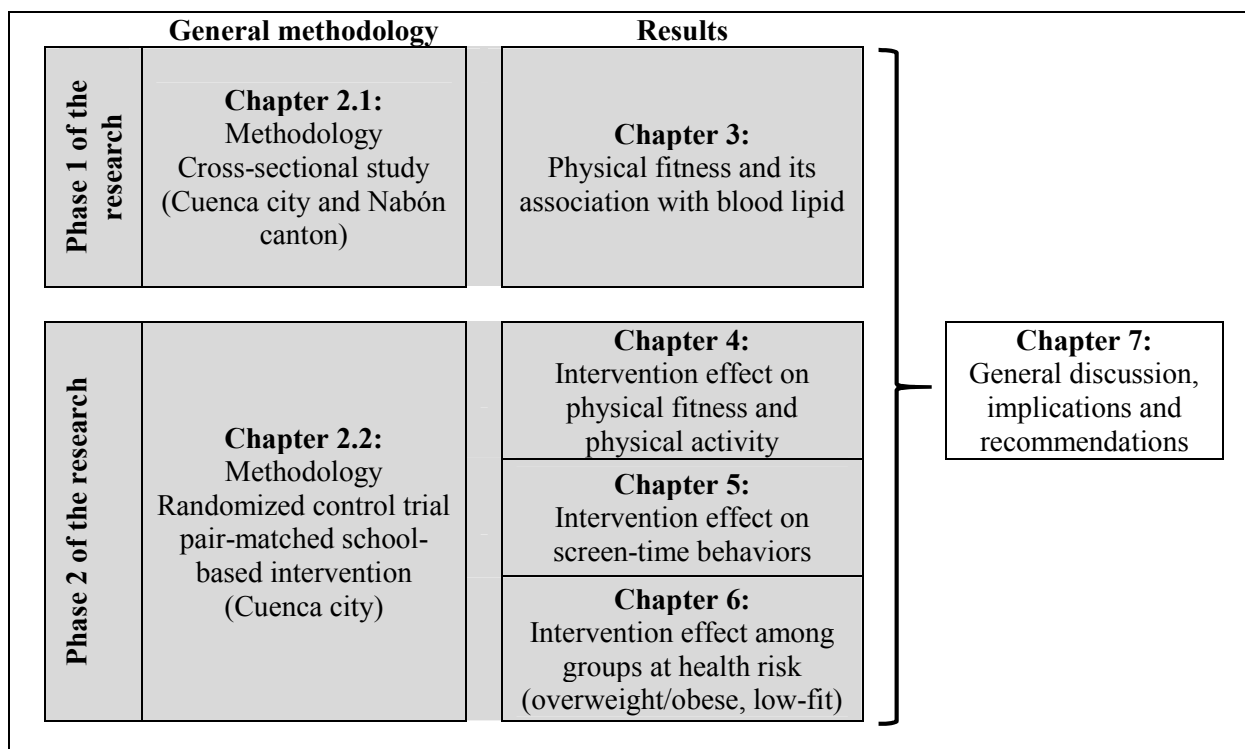 General methodology
Results
Phase 1 of the
research
Chapter 2.1:
Methodology
Cross-sectional study
(Cuenca city and Nabón
canton)
Chapter 3:
Physical fitness and its
association with blood lipid
Phase 2 of the research
Chapter 2.2:
Methodology
Randomized control trial
pair-matched school-
based intervention
(Cuenca city)
Chapter 4:
Intervention effect on
physical fitness and
physical activity
Chapter 5:
Intervention effect on
screen-time behaviors
Chapter 6:
Intervention effect among
groups at health risk
(overweight/obese, low-fit)
Chapter 7:
General discussion,
implications and
recommendations